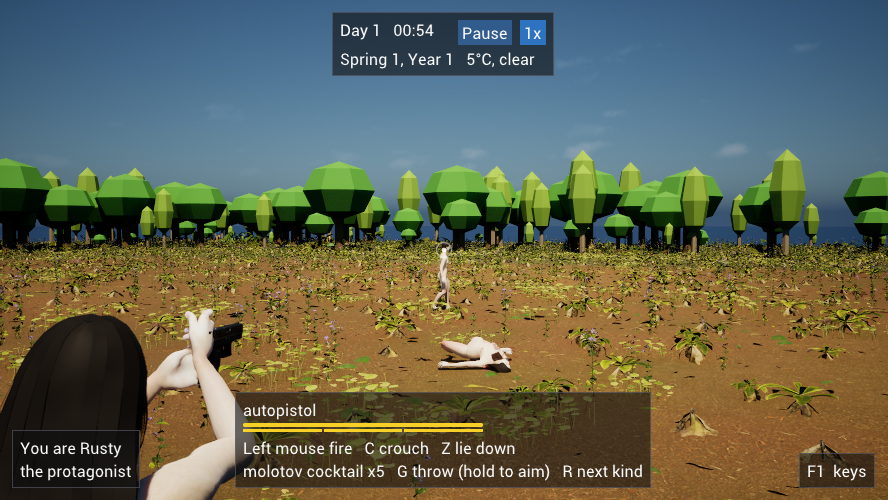 Day 1 00:54 Pause 1x
Spring 1, Year 1 5°C, clear
autopistol
Left mouse fire C crouch Z lie down
molotov cocktail x5 G throw (hold to aim) R next kind
You are Rusty
the protagonist
F1 keys